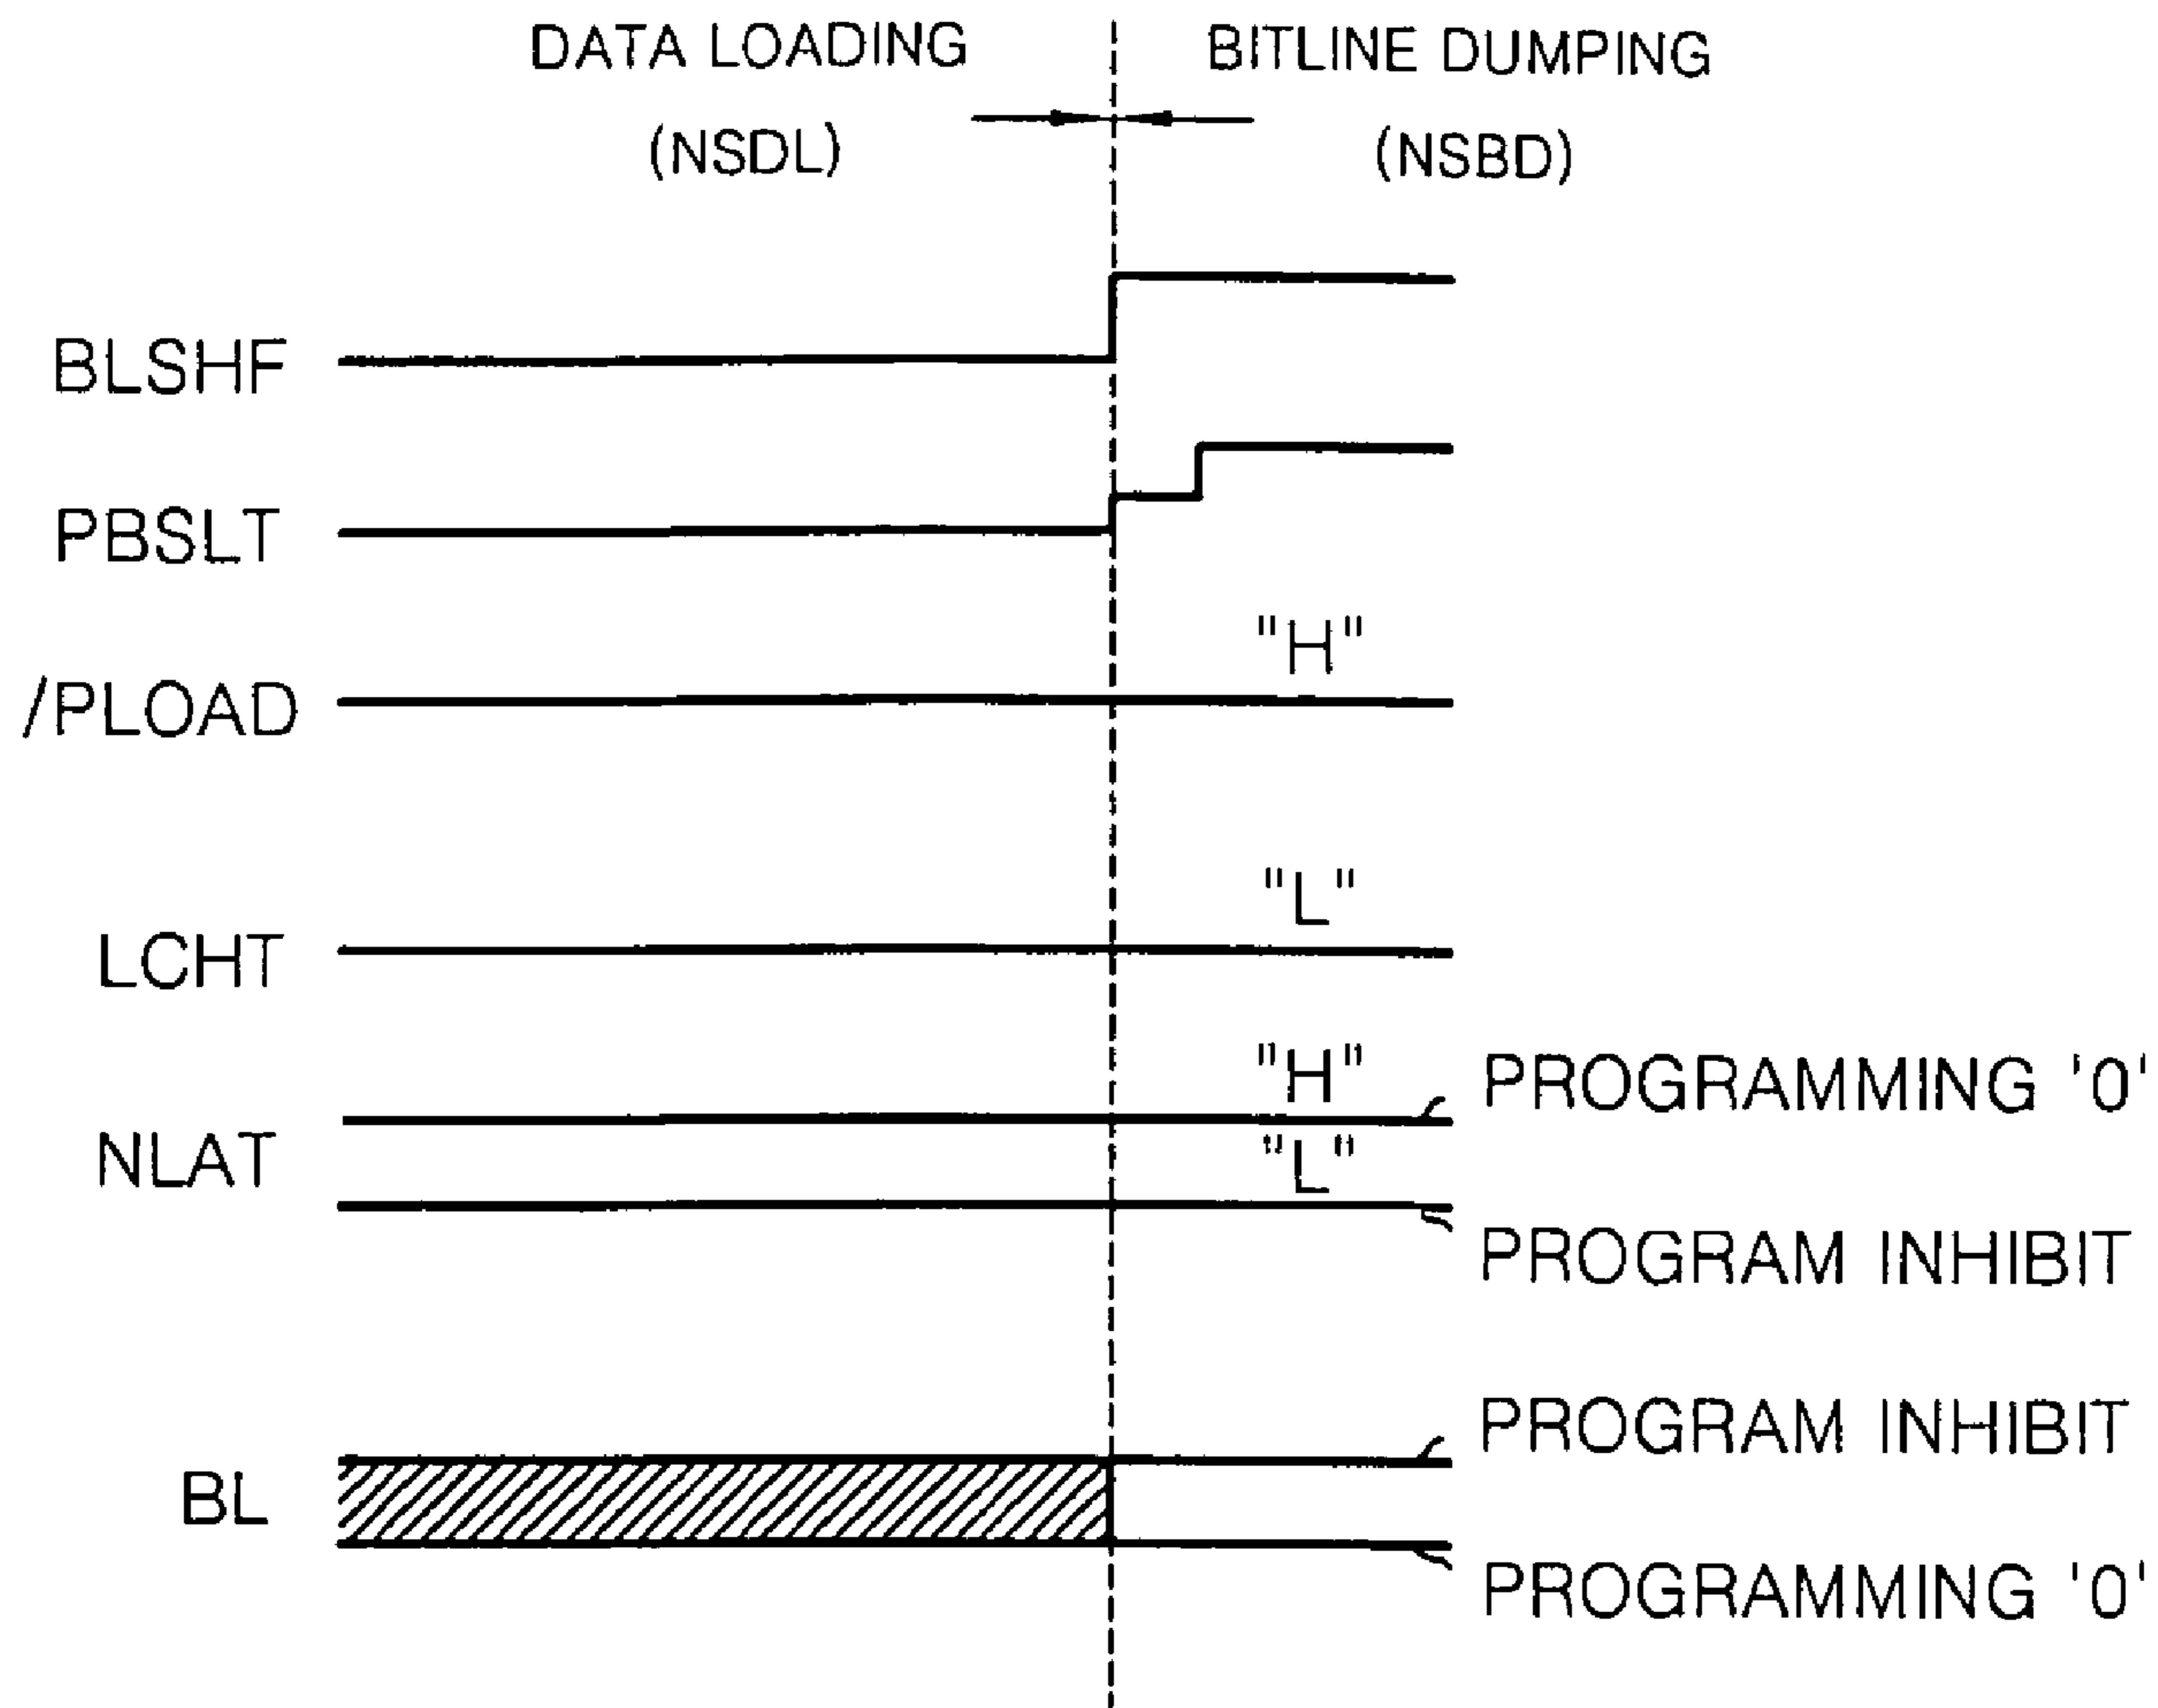 DATA LOADING
(NSDL)
BITLINE DUMPING
(NSBD)
BLSHF
PBSLT
/PLOAD
"H"
LCHT
"L"
NLAT
"H"
PROGRAMMING '0'
"L"
PROGRAM INHIBIT
BL
PROGRAM INHIBIT
PROGRAMMING '0'